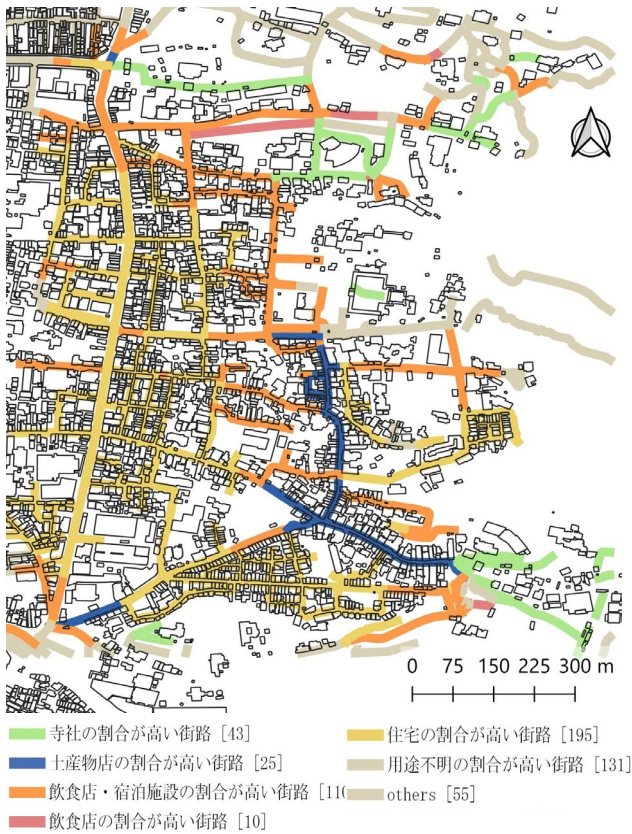 0 75 150 225 300 m
寺社の割合が高い街路 [43]
土産物店の割合が高い街路 [25]
飲食店・宿泊施設の割合が高い街路 [110
飲食店の割合が高い街路 [10]
住宅の割合が高い街路 [195]
用途不明の割合が高い街路 [131]
others [55]